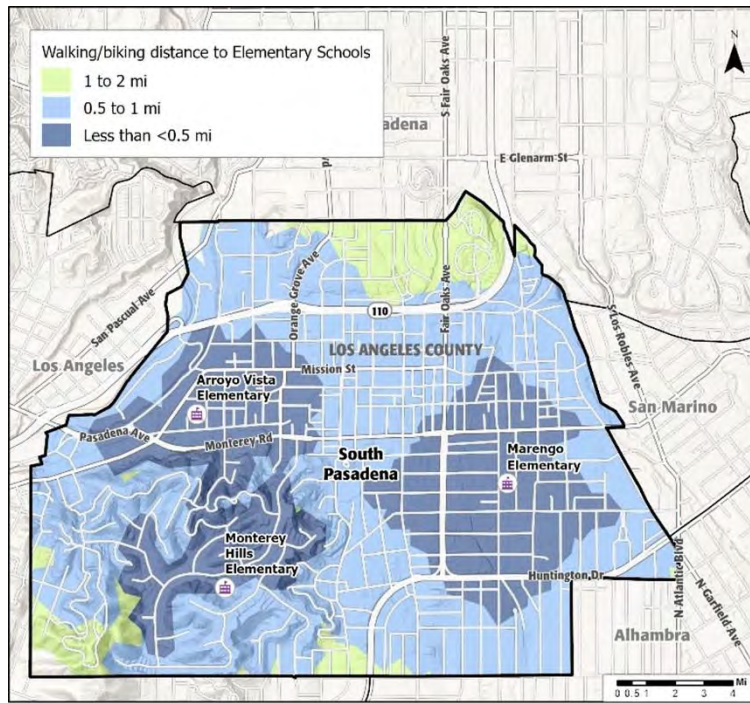 Walking/biking distance to Elementary Schools
1 to 2 mi
0.5 to 1 mi
Less than <0.5 mi
N
S Fair Oaks Ave
adena
E Glenarm St
San Pascual Ave
Orange Grove Ave
Fair Oaks Ave
110
S Los Robles Ave
Los Angeles
LOS ANGELES COUNTY
Mission St
Arroyo Vista
Elementary
San Marino
Pasadena Ave
Monterey Rd
South
Pasadena
Marengo
Elementary
Monterey
Hills
Elementary
Huntington Dr
N Atlantic Blvd
N Garfield Ave
Alhambra
Mi
0 0.5 1 2 3 4